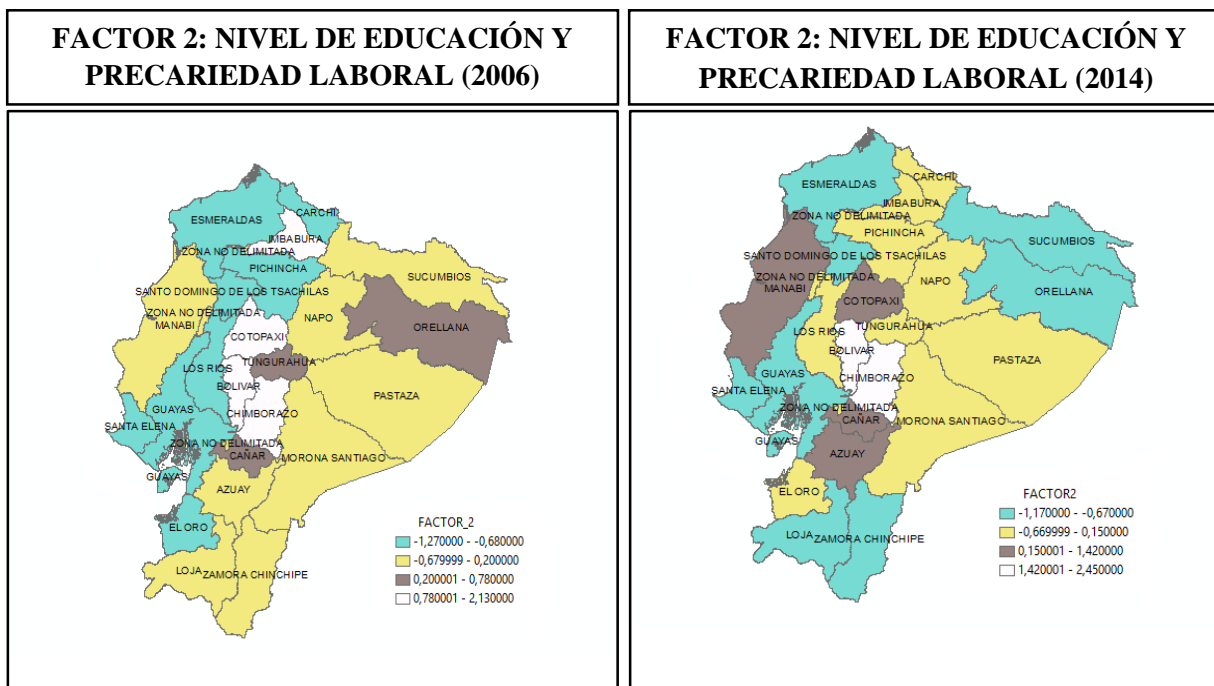 FACTOR 2: NIVEL DE EDUCACIÓN Y
PRECARIEDAD LABORAL (2006)
ESMERALDAS
CARCHI
IMBABURA
ZONA NO DELIMITADA
PICHINCHA
SUCUMBIOS
SANTO DOMINGO DE LOS TSACHILAS
NAPO
ZONA NO DELIMITADA
MANABI
ORELLANA
COTOPAXI
TUNGURAHUA
LOS RIOS
BOLIVAR
PASTAZA
GUAYAS
CHIMBORAZO
SANTA ELENA
ZONA NO DELIMITADA
CAÑAR
MORONA SANTIAGO
GUAYAS
AZUAY
EL ORO
LOJA
ZAMORA CHINCHIPE
FACTOR_2
-1,270000 - -0,680000
-0,679999 - 0,200000
0,200001 - 0,780000
0,780001 - 2,130000
FACTOR 2: NIVEL DE EDUCACIÓN Y
PRECARIEDAD LABORAL (2014)
CARCHI
ESMERALDAS
IMBABURA
ZONA NO DELIMITADA
PICHINCHA
SUCUMBIOS
SANTO DOMINGO DE LOS TSACHILAS
ZONA NO DELIMITADA
NAPO
MANABI
ORELLANA
COTOPAXI
LOS RIOS
TUNGURAHUA
BOLIVAR
PASTAZA
GUAYAS
CHIMBORAZO
SANTA ELENA
ZONA NO DELIMITADA
CAÑAR
MORONA SANTIAGO
GUAYAS
AZUAY
EL ORO
LOJA
ZAMORA CHINCHIPE
FACTOR2
-1,170000 - -0,670000
-0,669999 - 0,150000
0,150001 - 1,420000
1,420001 - 2,450000